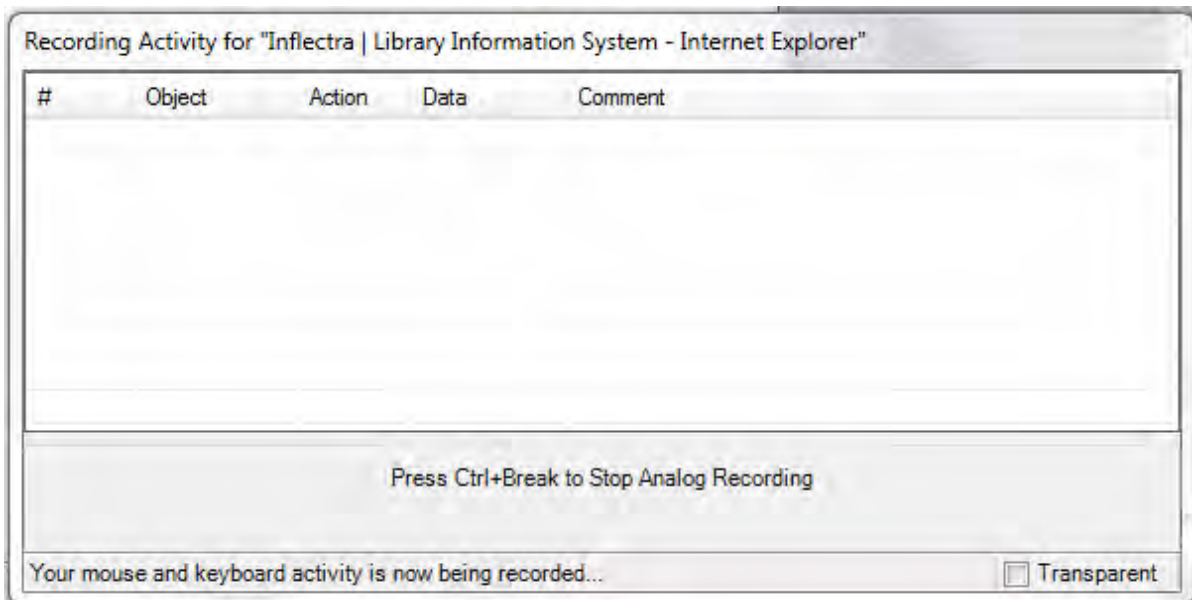 Recording Activity for "Inflectra | Library Information System - Internet Explorer"
# Object Action Data Comment
Press Ctrl+Break to Stop Analog Recording
Your mouse and keyboard activity is now being recorded... Transparent